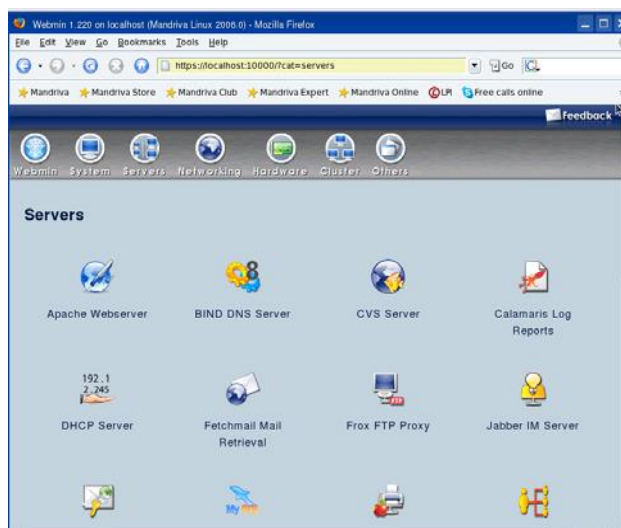 Webmin 1.220 on localhost (Mandriva Linux 2006.0) - Mozilla Firefox
File Edit View Go Bookmarks Tools Help
https://localhost:10000/?cat=servers Go
Mandriva Mandriva Store Mandriva Club Mandriva Expert Mandriva Online LPI Free calls online
feedback
Webmin System Servers Networking Hardware Cluster Others
Servers
Apache Webserver BIND DNS Server CVS Server Calamaris Log
Reports
192.1
2.245
DHCP Server Fetchmail Mail Frox FTP Proxy Jabber IM Server
Retrieval
My